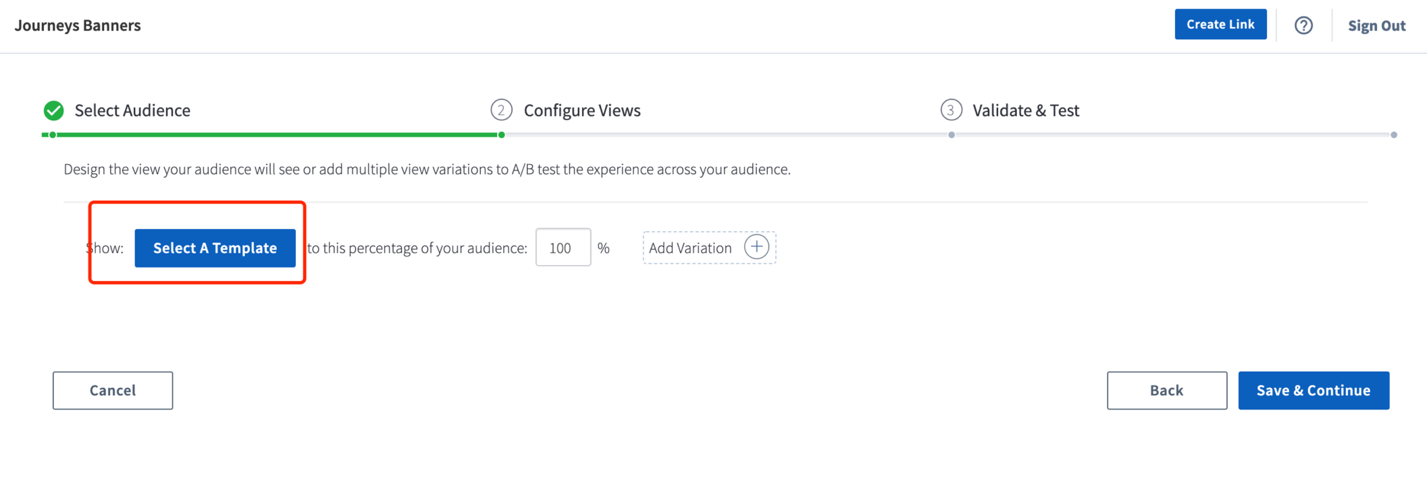 Journeys Banners
Create Link
?
Sign Out
Select Audience
2 Configure Views
3 Validate & Test
Design the view your audience will see or add multiple view variations to A/B test the experience across your audience.
Show: Select A Template to this percentage of your audience: 100 % Add Variation +
Cancel
Back
Save & Continue